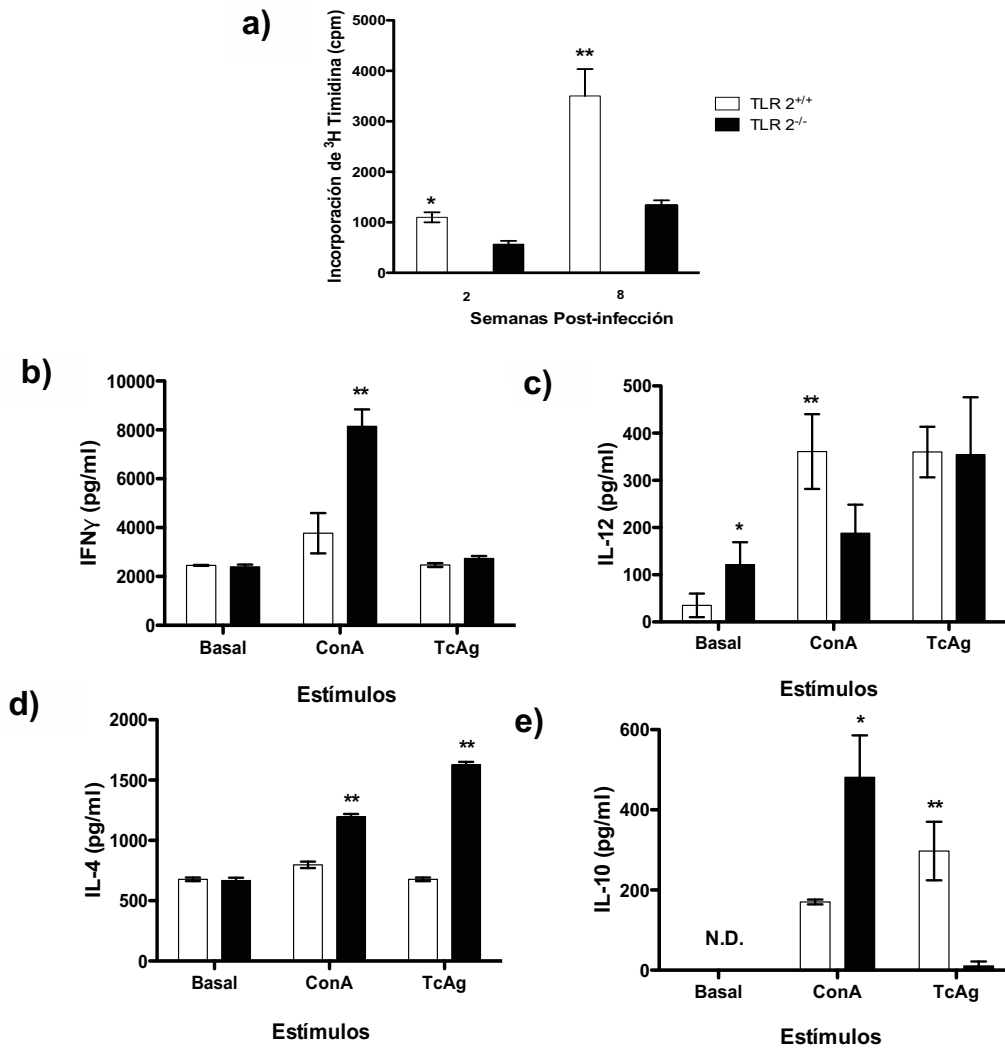 a)
Incorporación de ³H Timidina (cpm)
5000
4000
3000
2000
1000
0
*
**
2
8
Semanas Post-infección
TLR 2+/+
TLR 2-/-
b)
IFNγ (pg/ml)
10000
8000
6000
4000
2000
0
**
Basal
ConA
TcAg
Estímulos
c)
IL-12 (pg/ml)
500
400
300
200
100
0
*
**
Basal
ConA
TcAg
Estímulos
d)
IL-4 (pg/ml)
2000
1500
1000
500
0
**
**
Basal
ConA
TcAg
Estímulos
e)
IL-10 (pg/ml)
600
400
200
0
N.D.
*
**
Basal
ConA
TcAg
Estímulos